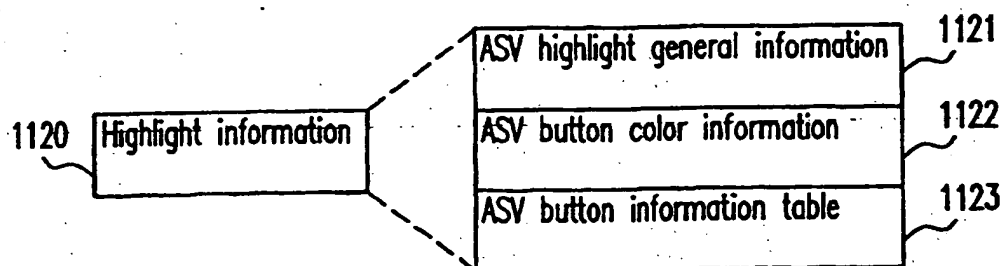 ASV highlight general information
1121
1120
Highlight information
ASV button color information
1122
ASV button information table
1123